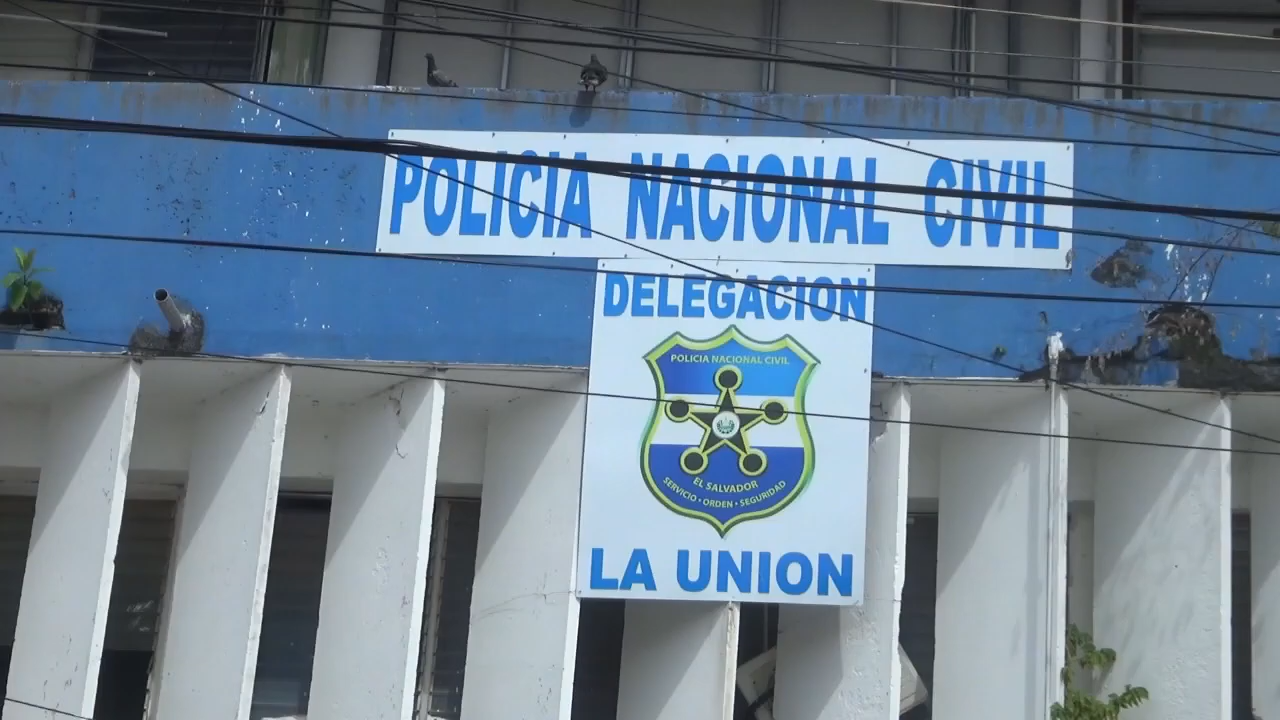 POLICIA NACIONAL CIVIL
DELEGACION
POLICIA NACIONAL CIVIL
EL SALVADOR
SERVICIO • ORDEN • SEGURIDAD
LA UNION